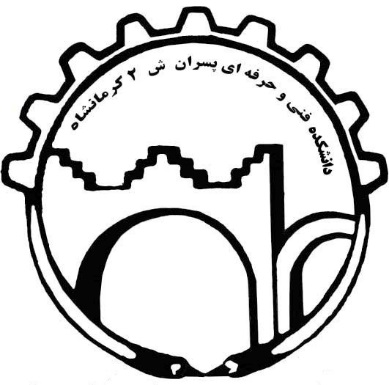 دانشکده فنی و حرفه ای پسران ش ۲ کرمانشاه